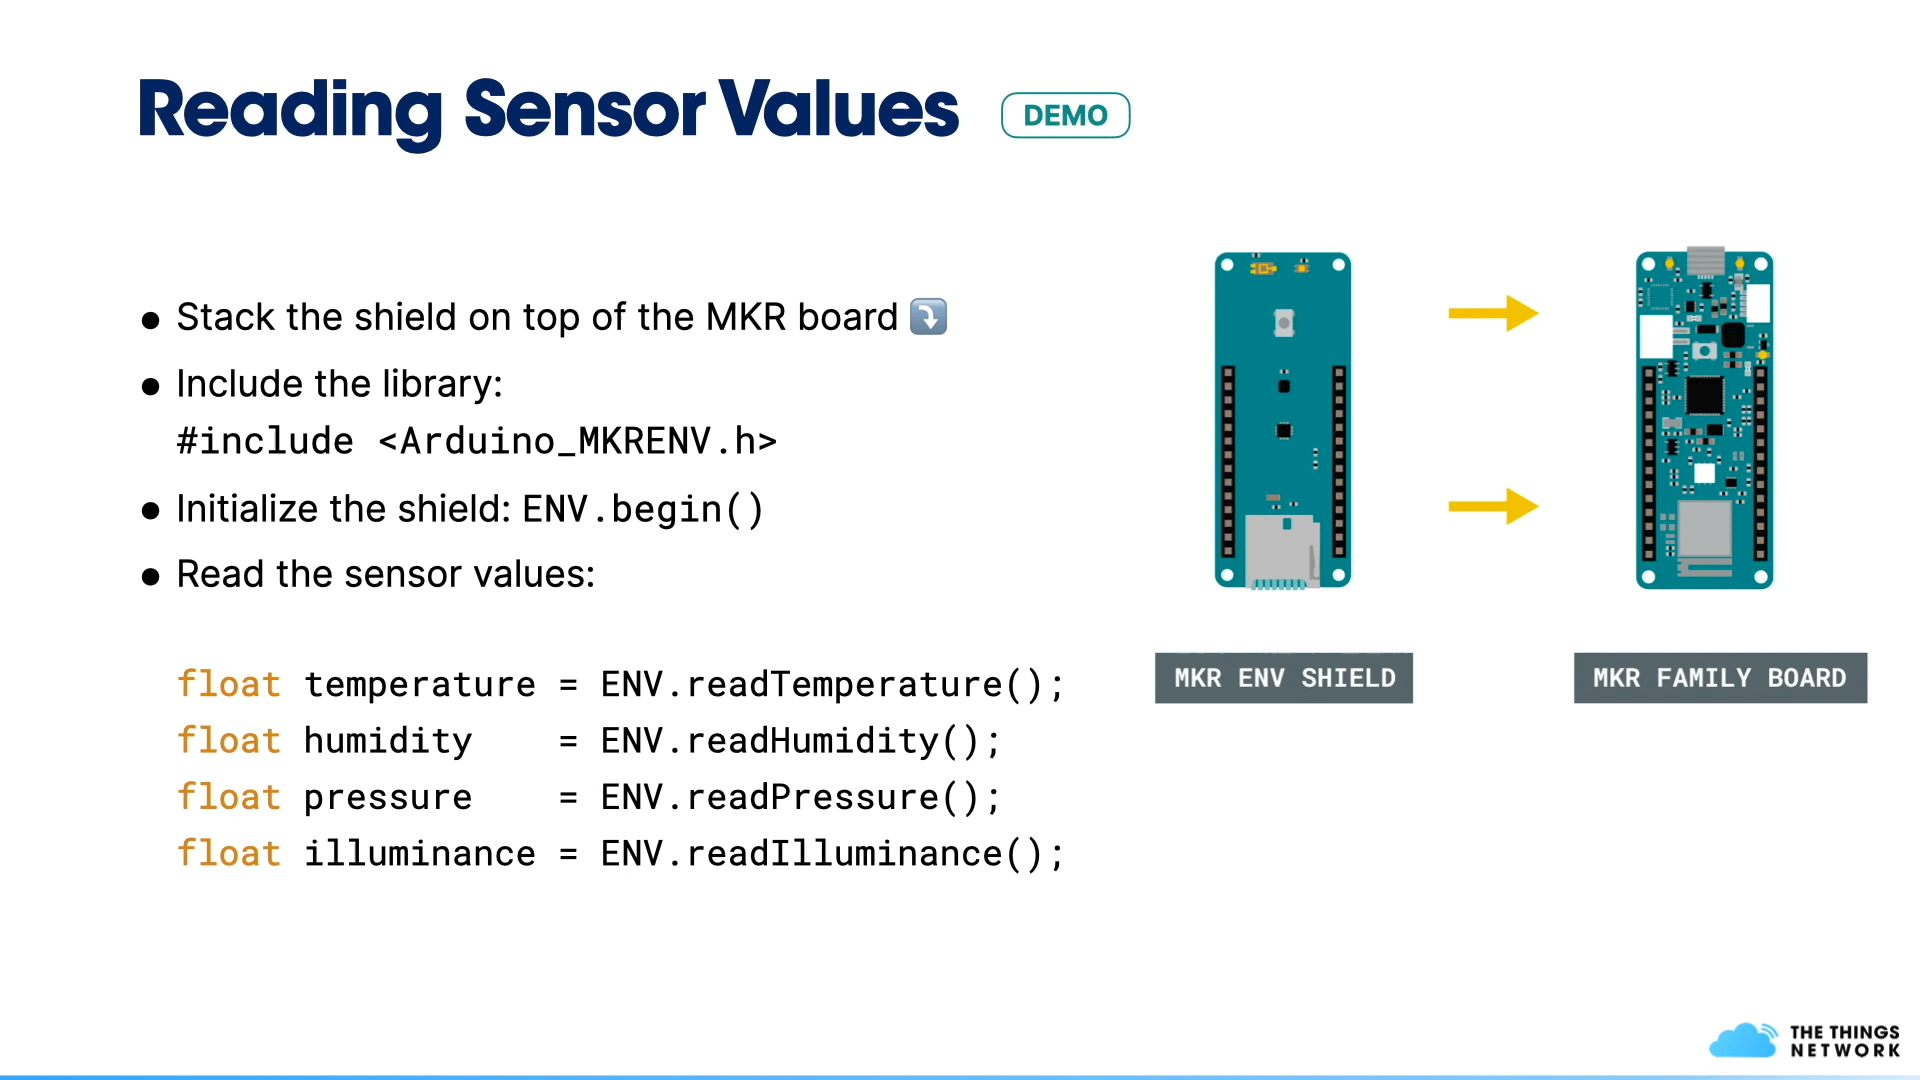 Reading Sensor Values
DEMO
• Stack the shield on top of the MKR board ⤵️
• Include the library:
#include <Arduino_MKRENV.h>
• Initialize the shield: ENV.begin()
• Read the sensor values:
float temperature = ENV.readTemperature();
float humidity    = ENV.readHumidity();
float pressure    = ENV.readPressure();
float illuminance = ENV.readIlluminance();
MKR ENV SHIELD
MKR FAMILY BOARD
THE THINGS
NETWORK